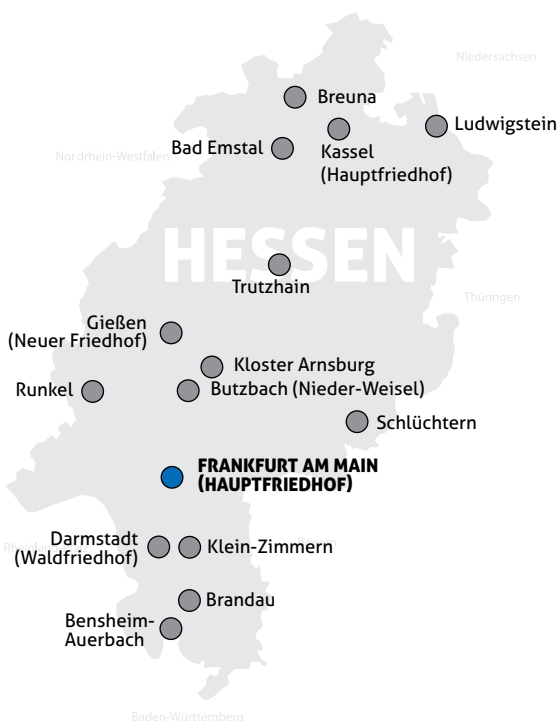 Niedersachsen
Breuna
Ludwigstein
Bad Emstal
Kassel
(Hauptfriedhof)
Nordrhein-Westfalen
HESSEN
Trutzhain
Thüringen
Gießen
(Neuer Friedhof)
Kloster Arnsburg
Runkel
Butzbach (Nieder-Weisel)
Schlüchtern
FRANKFURT AM MAIN
(HAUPTFRIEDHOF)
Darmstadt
(Waldfriedhof)
Klein-Zimmern
Brandau
Bensheim-
Auerbach
Baden-Württemberg